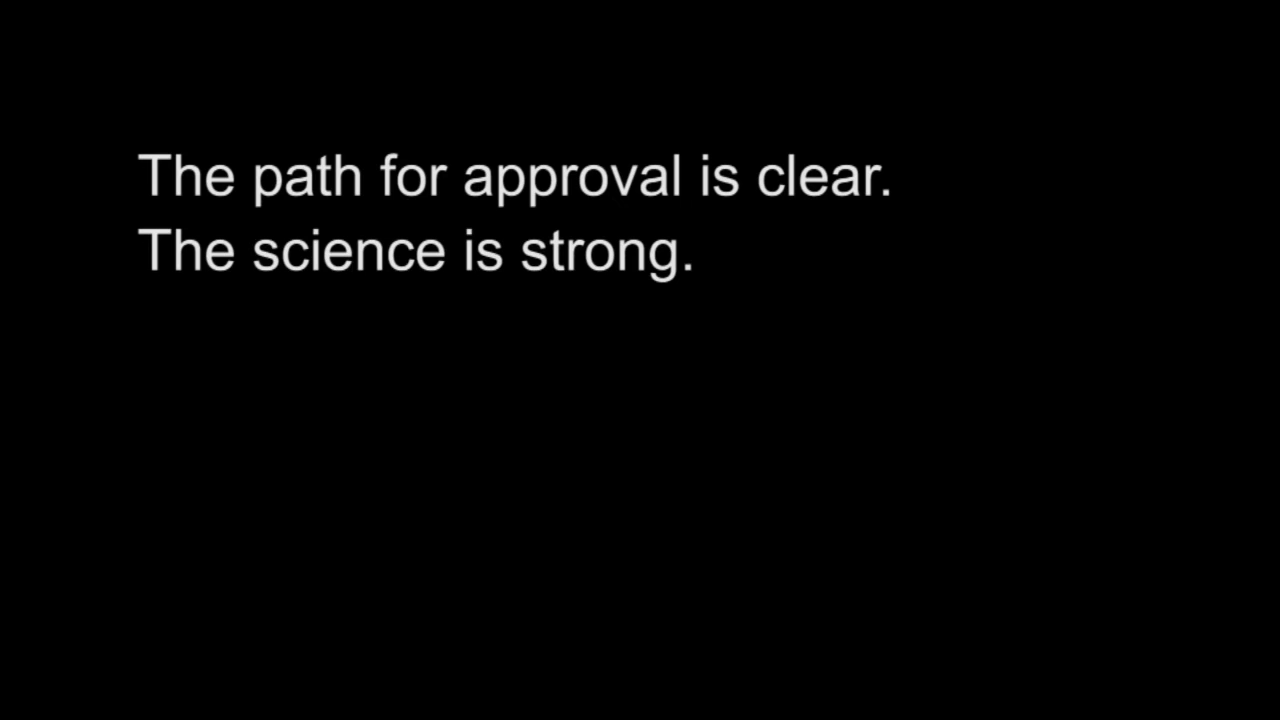 The path for approval is clear.
The science is strong.